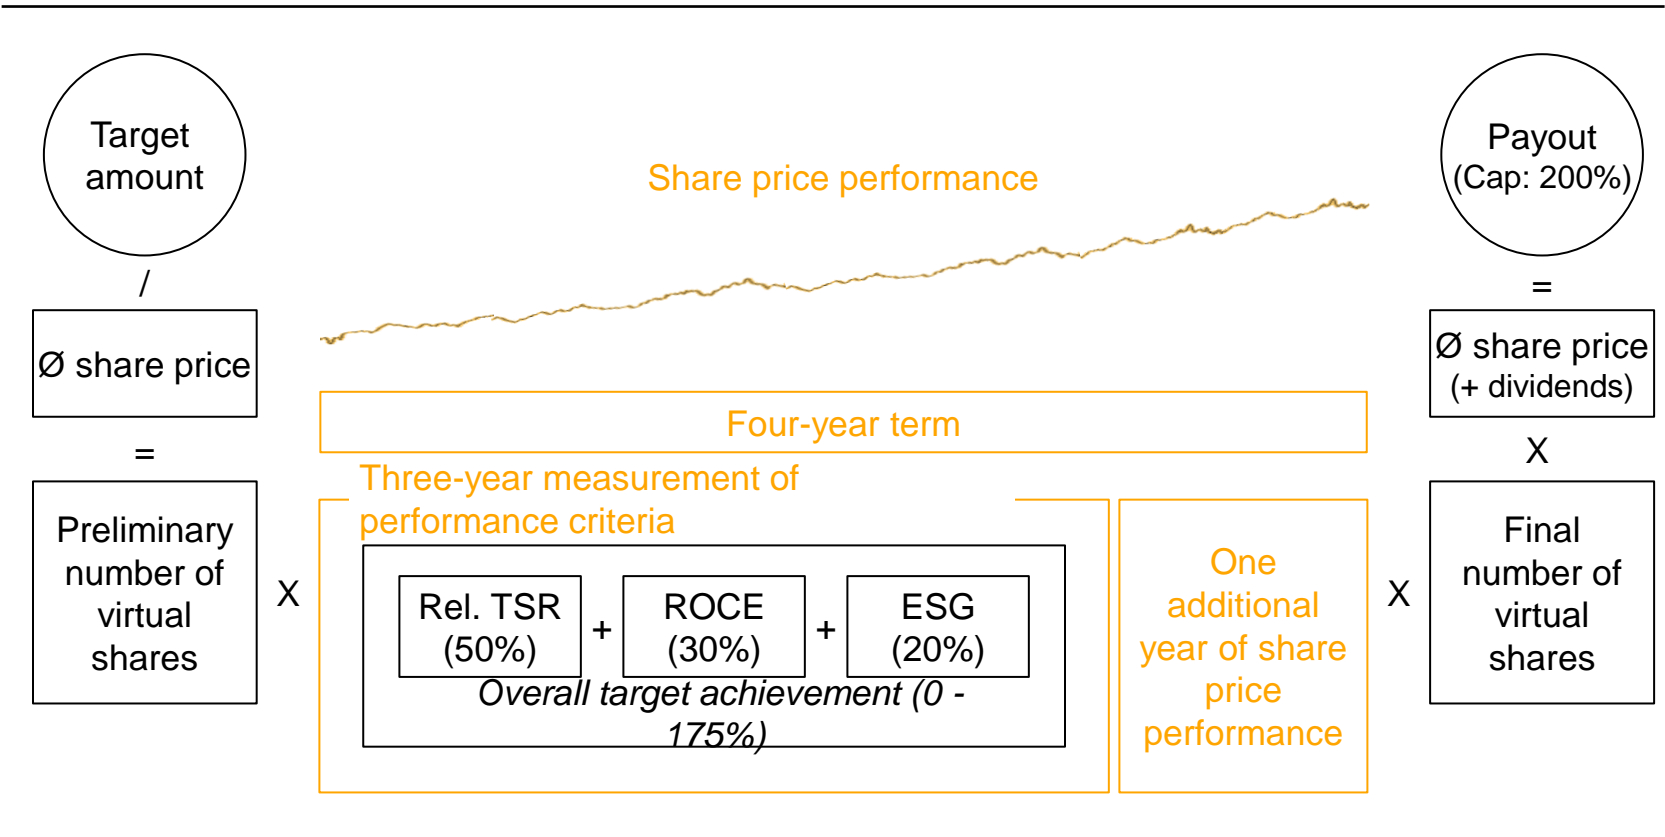 Target
amount
/
Ø share price
=
Preliminary
number of
virtual
shares
X
Share price performance
Four-year term
Three-year measurement of
performance criteria
Rel. TSR
(50%)
+
ROCE
(30%)
+
ESG
(20%)
Overall target achievement (0 -
175%)
One
additional
year of share
price
performance
X
Payout
(Cap: 200%)
=
Ø share price
(+ dividends)
X
Final
number of
virtual
shares